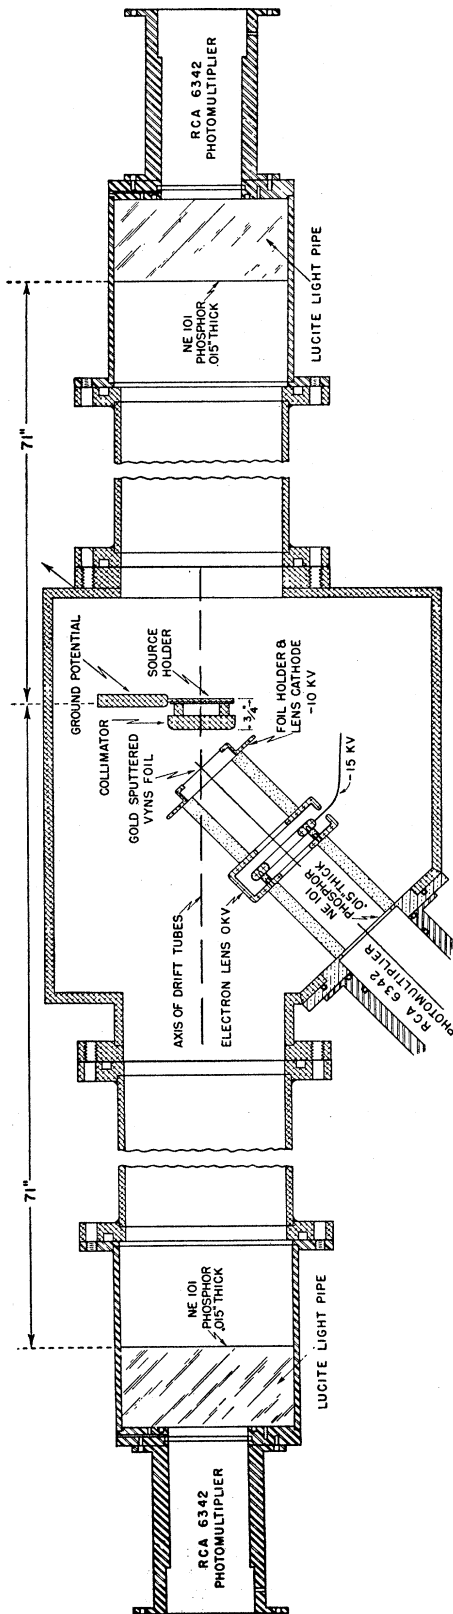 RCA 6342
PHOTOMULTIPLIER
LUCITE LIGHT PIPE
NE 101
PHOSPHOR
.015" THICK
71"
GROUND POTENTIAL
SOURCE
HOLDER
COLLIMATOR
3/4"
GOLD SPUTTERED
VYNS FOIL
FOIL HOLDER &
LENS CATHODE
-10 KV
-15 KV
AXIS OF DRIFT TUBES
ELECTRON LENS 0 KV
NE 101
PHOSPHOR
.015" THICK
RCA 6342
PHOTOMULTIPLIER
71"
NE 101
PHOSPHOR
.015" THICK
LUCITE LIGHT PIPE
RCA 6342
PHOTOMULTIPLIER